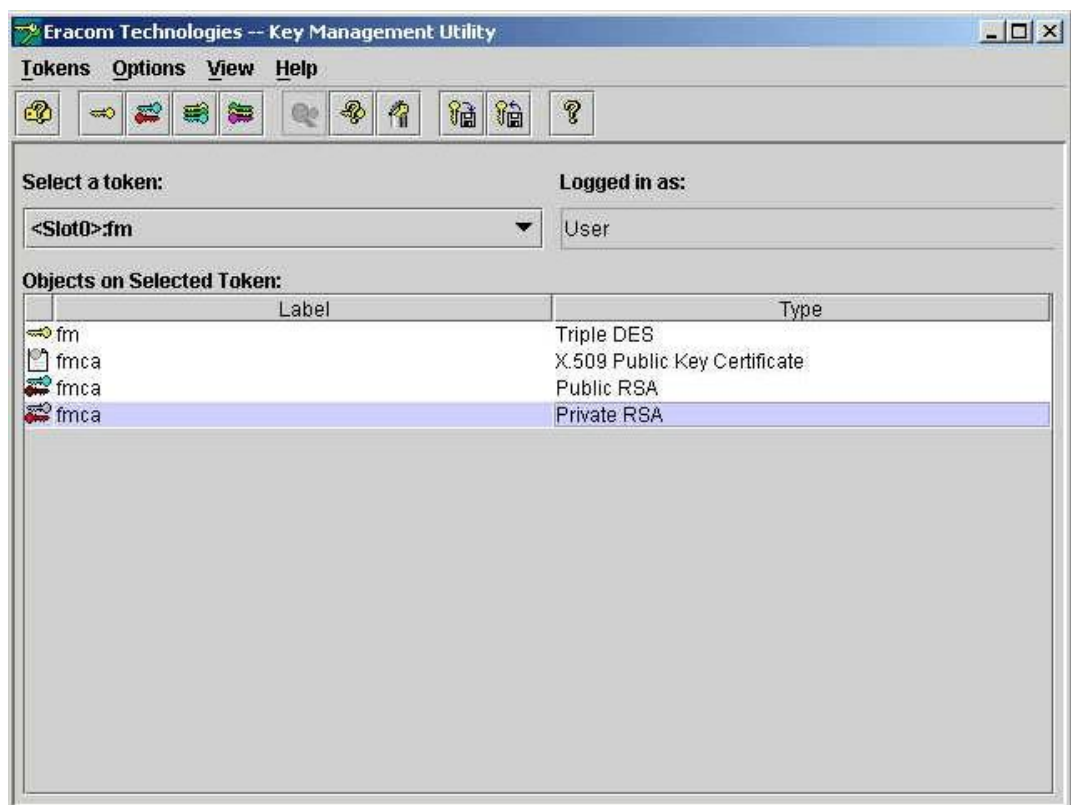 Eracom Technologies -- Key Management Utility
Tokens Options View Help
Select a token: Logged in as:
<Slot0>:fm User
Objects on Selected Token:
Label Type
fm Triple DES
fmca X.509 Public Key Certificate
fmca Public RSA
fmca Private RSA